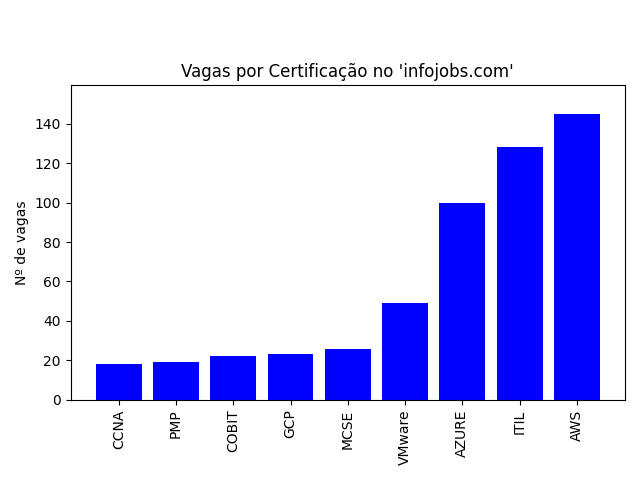 Vagas por Certificação no 'infojobs.com'
Nº de vagas
140
120
100
80
60
40
20
0
CCNA
PMP
COBIT
GCP
MCSE
VMware
AZURE
ITIL
AWS